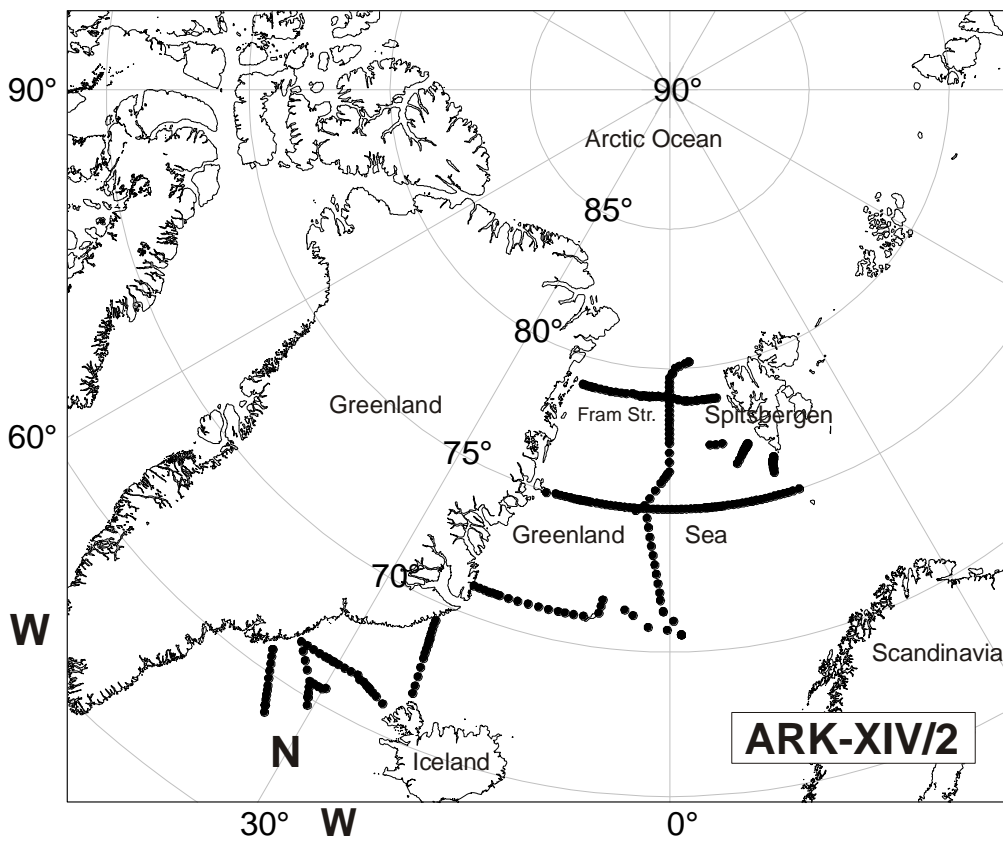 90°
90°
Arctic Ocean
85°
80°
Greenland
Fram Str.
Spitsbergen
60°
75°
Greenland Sea
70°
W
Scandinavia
ARK-XIV/2
N
Iceland
30°
W
0°